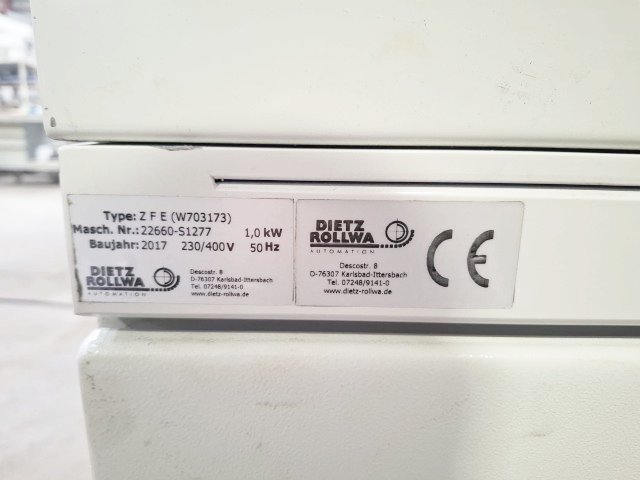 Type: Z F E (W703173)
Masch. Nr.: 22660-S1277 1,0 kW
Baujahr: 2017 230/400 V 50 Hz
DIETZ
ROLLWA
AUTOMATION
Descostr. 8
D-76307 Karlsbad-Ittersbach
Tel. 07248/9141-0
www.dietz-rollwa.de
DIETZ
ROLLWA
AUTOMATION
Descostr. 8
D-76307 Karlsbad-Ittersbach
Tel. 07248/9141-0
www.dietz-rollwa.de
CE